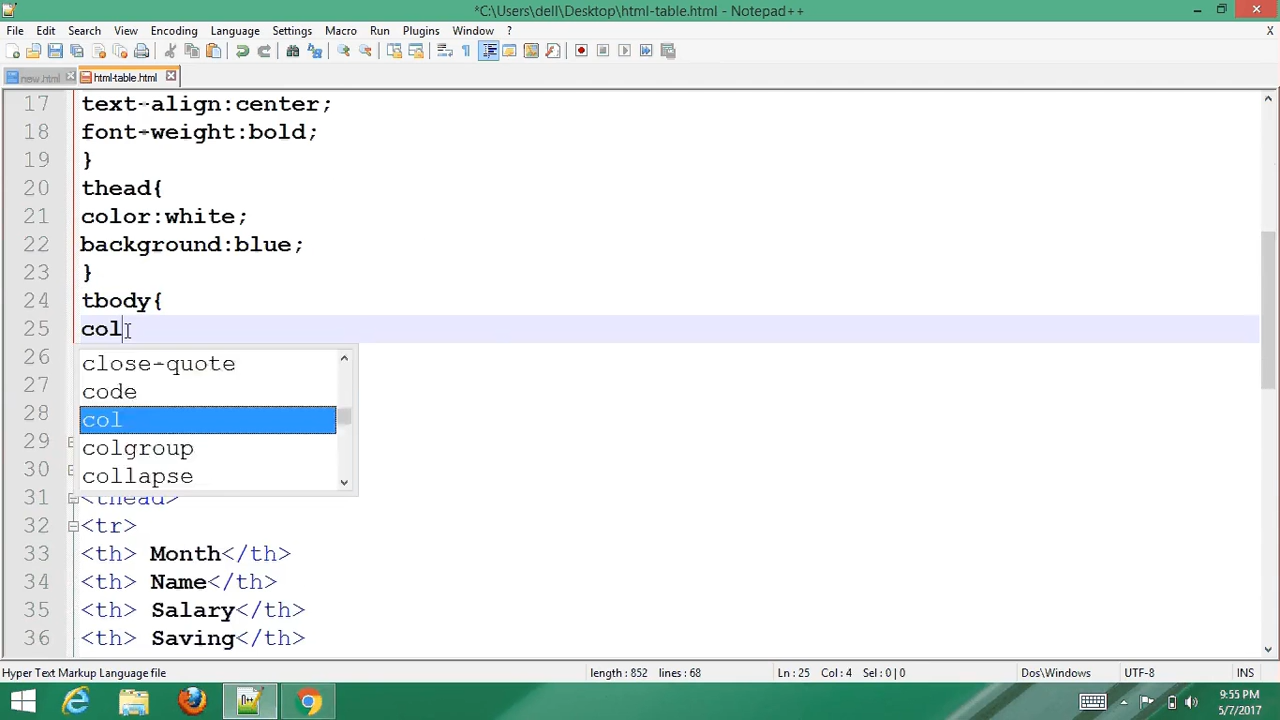 *C:\Users\dell\Desktop\html-table.html - Notepad++
File Edit Search View Encoding Language Settings Macro Run Plugins Window ? X
new.html html-table.html
17 text-align:center;
18 font-weight:bold;
19 }
20 thead{
21 color:white;
22 background:blue;
23 }
24 tbody{
25 col
26
close-quote
27
code
28
col
29
colgroup
30
collapse
31 <thead>
32 <tr>
33 <th> Month</th>
34 <th> Name</th>
35 <th> Salary</th>
36 <th> Saving</th>
Hyper Text Markup Language file length : 852 lines : 68 Ln : 25 Col : 4 Sel : 0 | 0 Dos\Windows UTF-8 INS
9:55 PM
5/7/2017